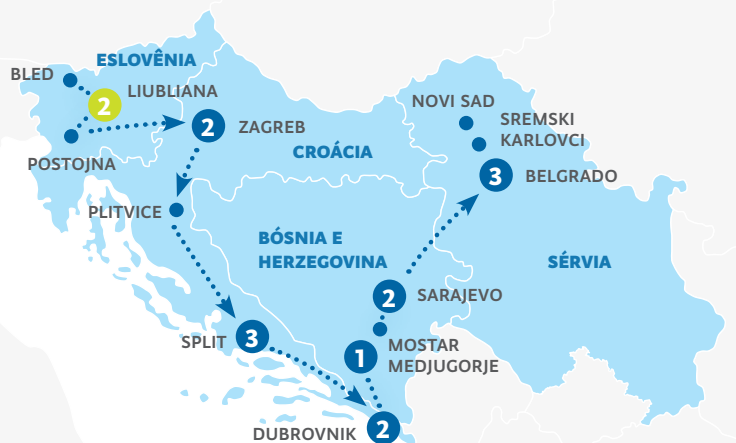 ESLOVÊNIA
BLED
LIUBLIANA
2
2
ZAGREB
POSTOJNA
CROÁCIA
NOVI SAD
SREMSKI
KARLOVCI
3
BELGRADO
PLITVICE
BÓSNIA E
HERZEGOVINA
SÉRVIA
2
SARAJEVO
SPLIT
3
1
MOSTAR
MEDJUGORJE
DUBROVNIK
2